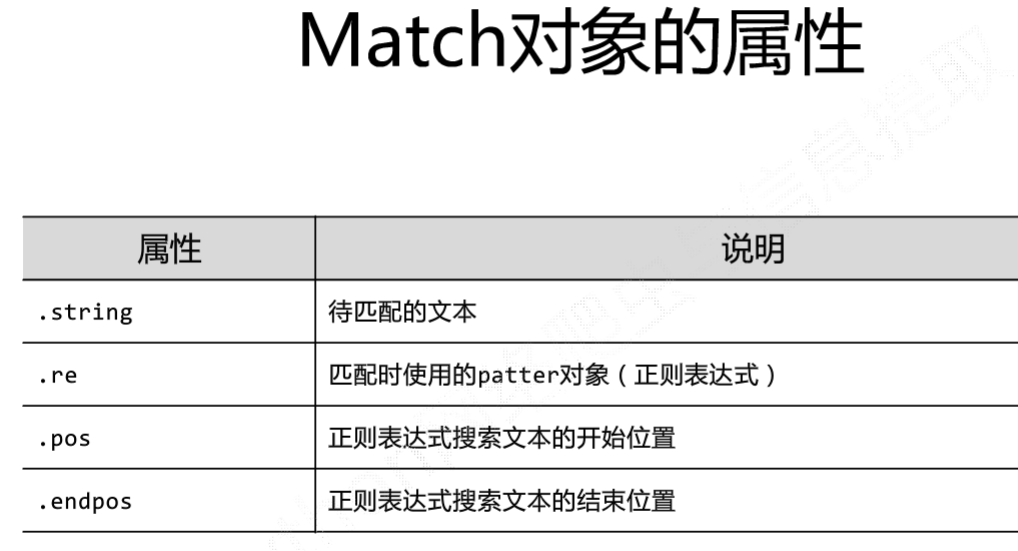 Match对象的属性
属性 说明
.string 待匹配的文本
.re 匹配时使用的patter对象（正则表达式）
.pos 正则表达式搜索文本的开始位置
.endpos 正则表达式搜索文本的结束位置